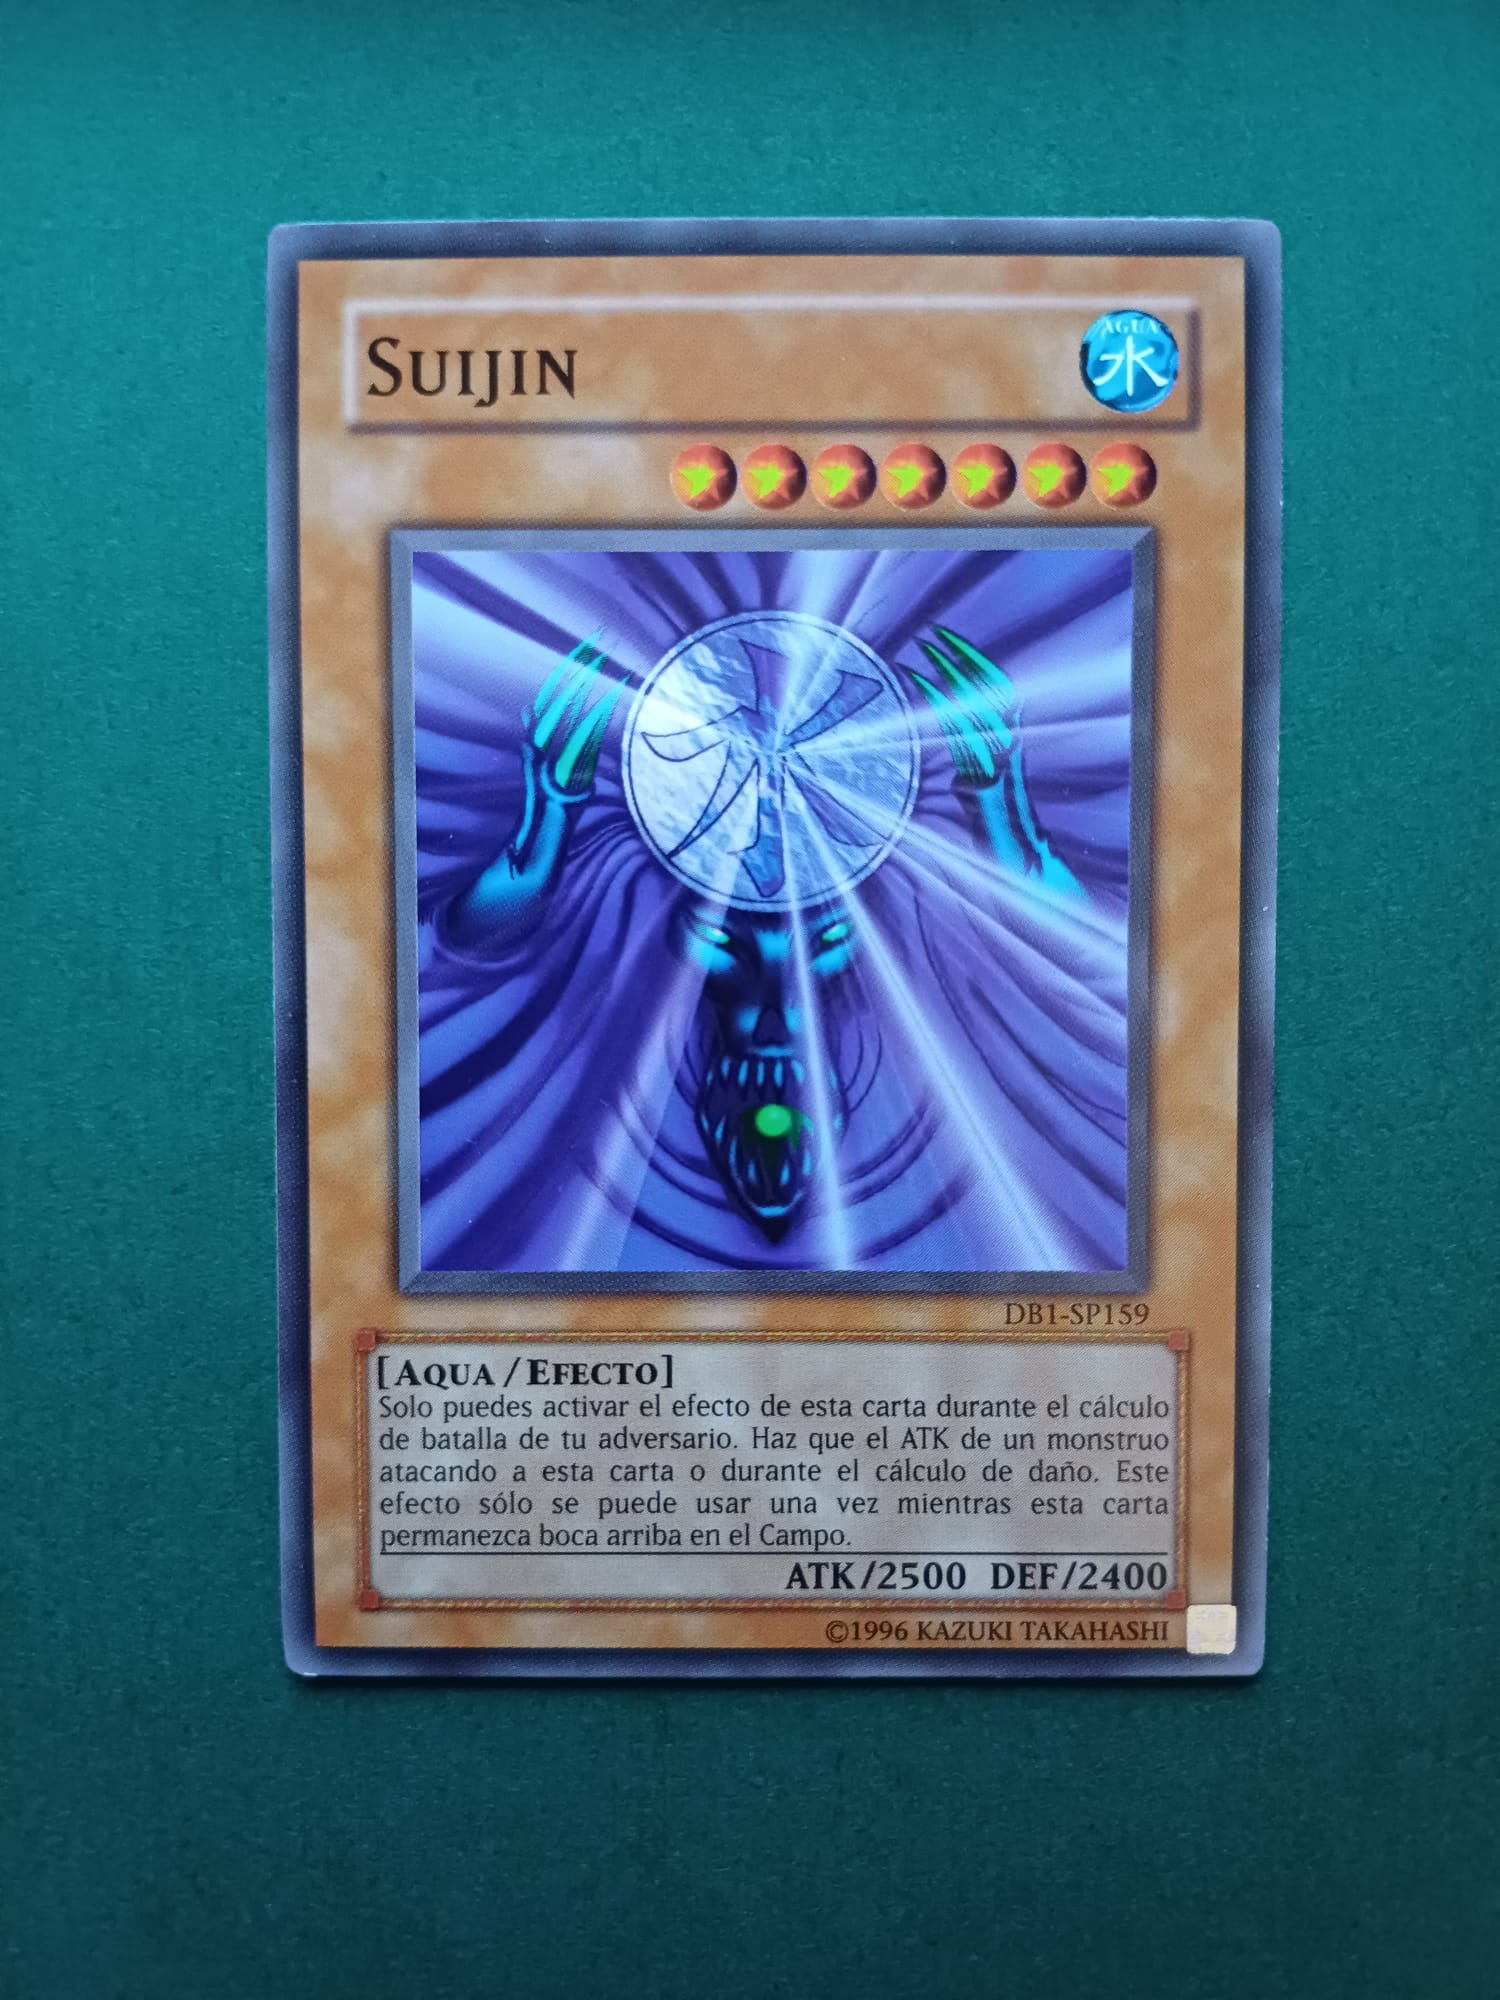 SUIJIN
AGUA
水
水
DB1-SP159
[AQUA/EFECTO]
Solo puedes activar el efecto de esta carta durante el cálculo
de batalla de tu adversario. Haz que el ATK de un monstruo
atacando a esta carta o durante el cálculo de daño. Este
efecto sólo se puede usar una vez mientras esta carta
permanezca boca arriba en el Campo.
ATK/2500 DEF/2400
©1996 KAZUKI TAKAHASHI